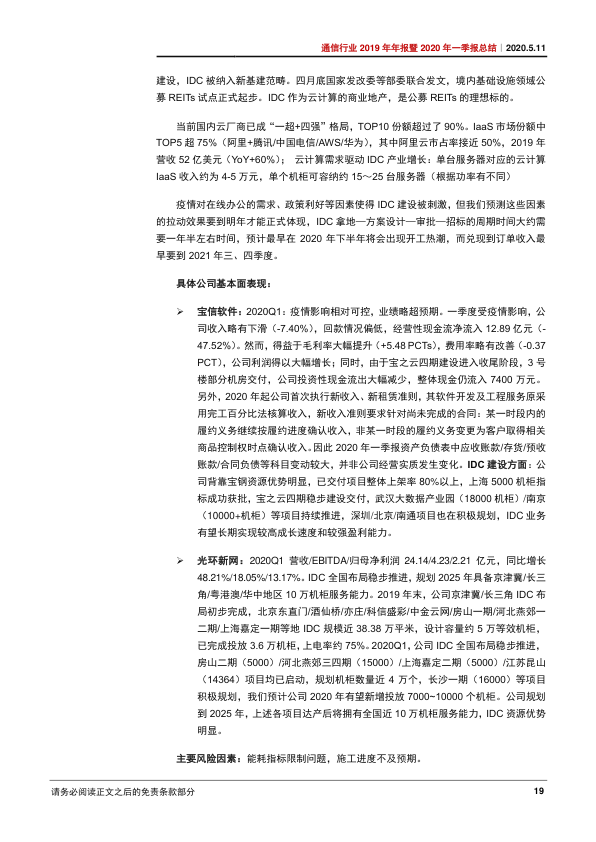 通信行业 2019 年年报暨 2020 年一季报总结｜2020.5.11
建设，IDC 被纳入新基建范畴。四月底国家发改委等部委联合发文，境内基础设施领域公
募 REITs 试点正式起步。IDC 作为云计算的商业地产，是公募 REITs 的理想标的。
当前国内云厂商已成“一超+四强”格局，TOP10 份额超过了 90%。IaaS 市场份额中
TOP5 超 75%（阿里+腾讯/中国电信/AWS/华为），其中阿里云市占率接近 50%，2019 年
营收 52 亿美元（YoY+60%）； 云计算需求驱动 IDC 产业增长：单台服务器对应的云计算
IaaS 收入约为 4-5 万元，单个机柜可容纳约 15～25 台服务器（根据功率有不同）
疫情对在线办公的需求、政策利好等因素使得 IDC 建设被刺激，但我们预测这些因素
的拉动效果要到明年才能正式体现，IDC 拿地—方案设计—审批—招标的周期时间大约需
要一年半左右时间，预计最早在 2020 年下半年将会出现开工热潮，而兑现到订单收入最
早要到 2021 年三、四季度。
具体公司基本面表现：
➢ 宝信软件：2020Q1：疫情影响相对可控，业绩略超预期。一季度受疫情影响，公
司收入略有下滑（-7.40%），回款情况偏低，经营性现金流净流入 12.89 亿元（-
47.52%）。然而，得益于毛利率大幅提升（+5.48 PCTs），费用率略有改善（-0.37
PCT），公司利润得以大幅增长；同时，由于宝之云四期建设进入收尾阶段，3 号
楼部分机房交付，公司投资性现金流出大幅减少，整体现金仍流入 7400 万元。
另外，2020 年起公司首次执行新收入、新租赁准则，其软件开发及工程服务原采
用完工百分比法核算收入，新收入准则要求针对尚未完成的合同：某一时段内的
履约义务继续按履约进度确认收入，非某一时段的履约义务变更为客户取得相关
商品控制权时点确认收入。因此 2020 年一季报资产负债表中应收账款/存货/预收
账款/合同负债等科目变动较大，并非公司经营实质发生变化。IDC 建设方面：公
司背靠宝钢资源优势明显，已交付项目整体上架率 80%以上，上海 5000 机柜指
标成功获批，宝之云四期稳步建设交付，武汉大数据产业园（18000 机柜）/南京
（10000+机柜）等项目持续推进，深圳/北京/南通项目也在积极规划，IDC 业务
有望长期实现较高成长速度和较强盈利能力。
➢ 光环新网：2020Q1 营收/EBITDA/归母净利润 24.14/4.23/2.21 亿元，同比增长
48.21%/18.05%/13.17%。IDC 全国布局稳步推进，规划 2025 年具备京津冀/长三
角/粤港澳/华中地区 10 万机柜服务能力。2019 年末，公司京津冀/长三角 IDC 布
局初步完成，北京东直门/酒仙桥/亦庄/科信盛彩/中金云网/房山一期/河北燕郊一
二期/上海嘉定一期等地 IDC 规模近 38.38 万平米，设计容量约 5 万等效机柜，
已完成投放 3.6 万机柜，上电率约 75%。2020Q1，公司 IDC 全国布局稳步推进，
房山二期（5000）/河北燕郊三四期（15000）/上海嘉定二期（5000）/江苏昆山
（14364）项目均已启动，规划机柜数量近 4 万个，长沙一期（16000）等项目
积极规划，我们预计公司 2020 年有望新增投放 7000~10000 个机柜。公司规划
到 2025 年，上述各项目达产后将拥有全国近 10 万机柜服务能力，IDC 资源优势
明显。
主要风险因素：能耗指标限制问题，施工进度不及预期。
请务必阅读正文之后的免责条款部分
19